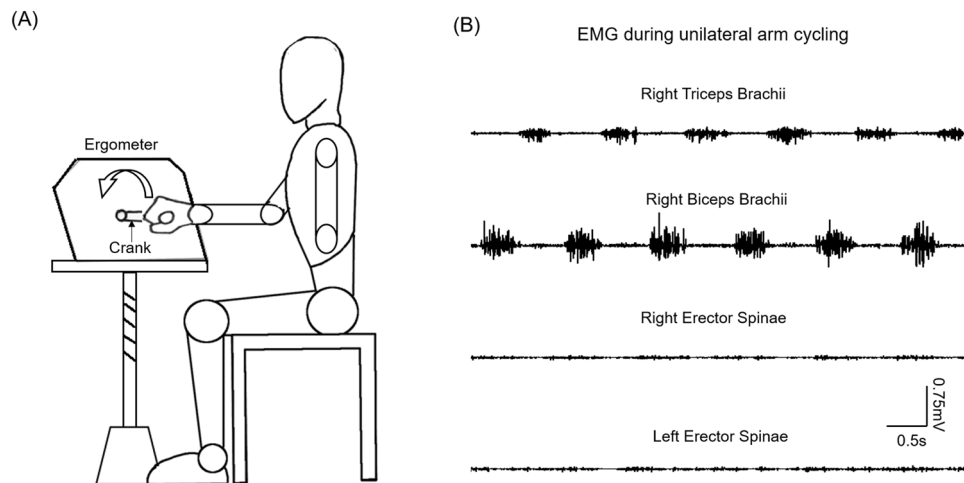 (A)
Ergometer
Crank
(B)
EMG during unilateral arm cycling
Right Triceps Brachii
Right Biceps Brachii
Right Erector Spinae
0.75mV
0.5s
Left Erector Spinae